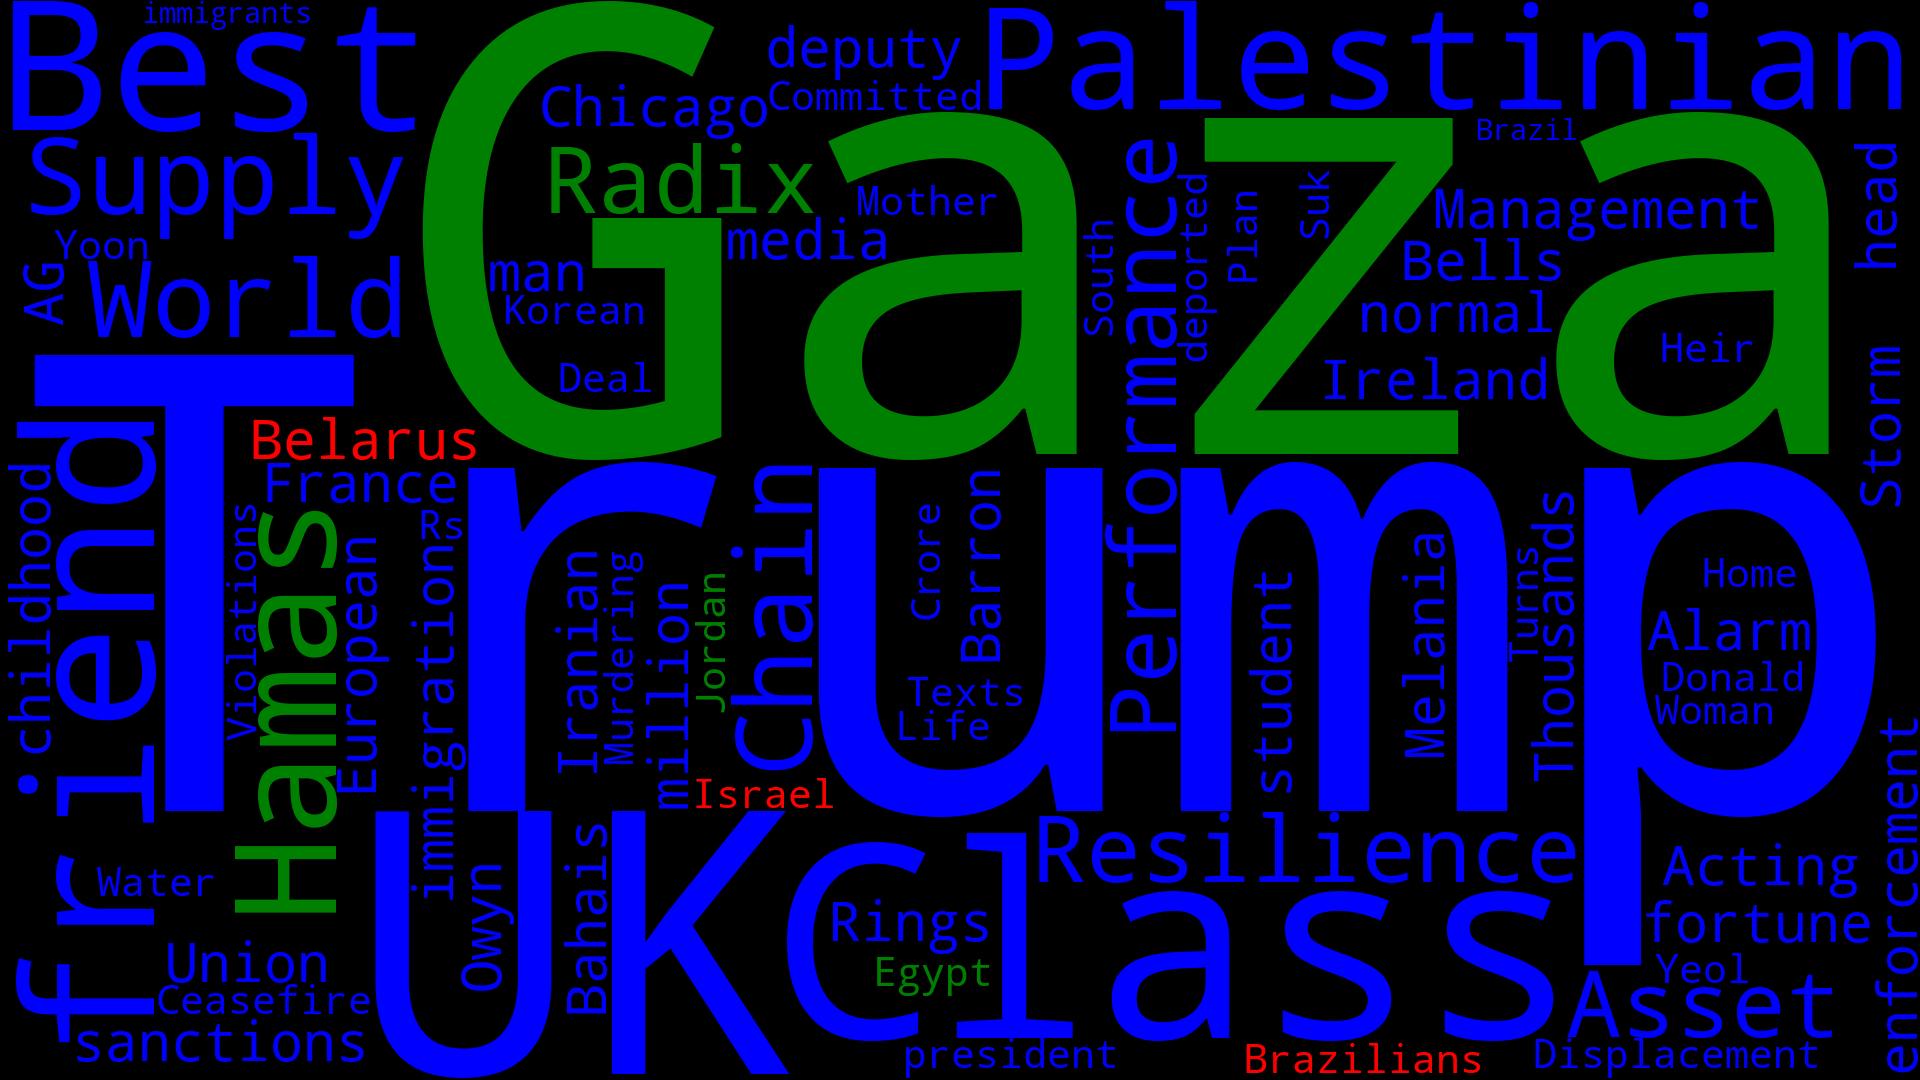 immigrants
Best
Gaza
deputy
Palestinian
Chicago
Committed
Supply
Radix
Brazil
Mother
Performance
deported
Plan
Suk
Management
head
Yoon
media
South
Bells
AG
World
man
Korean
normal
Heir
Deal
Ireland
Storm
Trump
friend
Belarus
France
childhood
Violations
Hamas
European
Rs
immigration
Iranian
Murdering
million
Jordan
Chain
Crore
Barron
student
Melania
Turns
Thousands
Home
Alarm
Donald
Woman
Texts
Life
Israel
enforcement
UK
Class
Resilience
Water
Owyn
Bahais
Rings
Egypt
Acting
fortune
Union
Yeol
Ceasefire
Asset
sanctions
president
Brazilians
Displacement